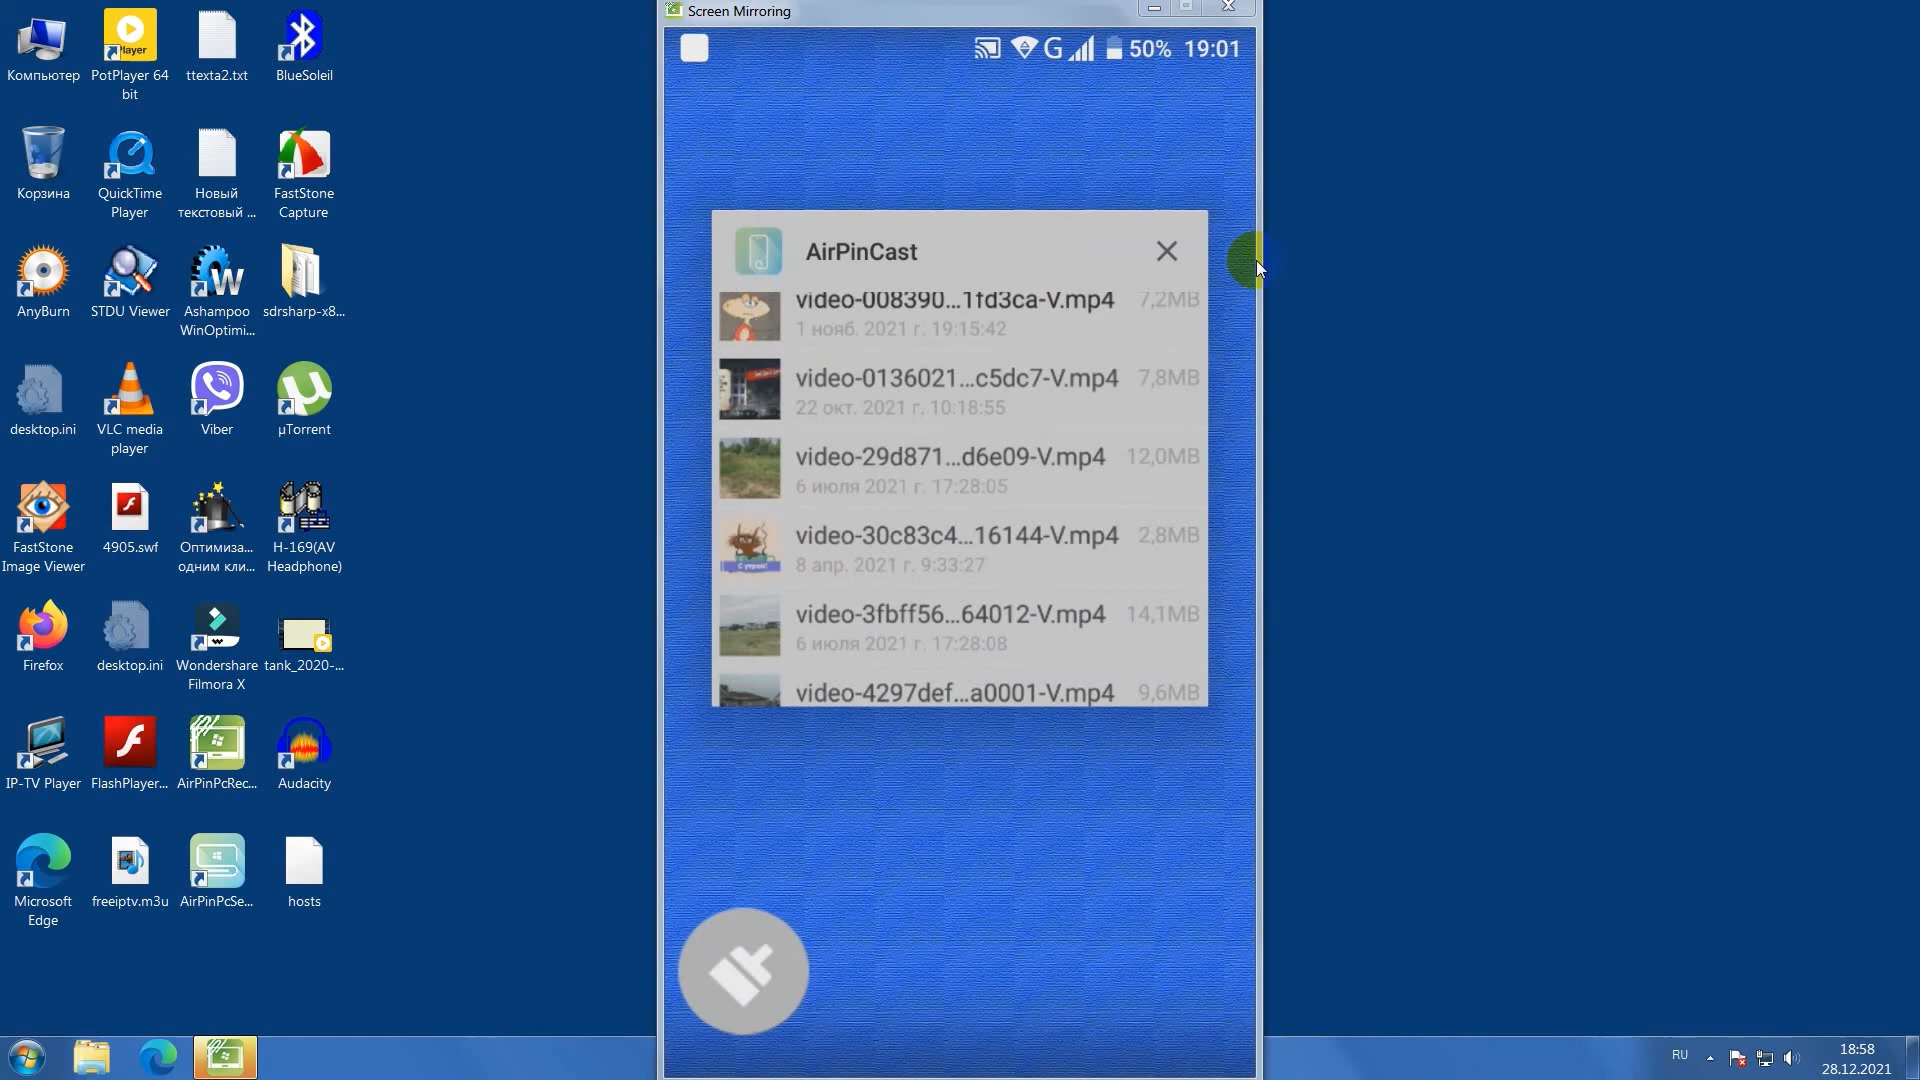 Компьютер
PotPlayer 64
bit
ttexta2.txt
BlueSoleil
Корзина
QuickTime
Player
Новый
текстовый ...
FastStone
Capture
AnyBurn
STDU Viewer
Ashampoo
WinOptimi...
sdrsharp-x8...
desktop.ini
VLC media
player
Viber
µTorrent
FastStone
Image Viewer
4905.swf
Оптимиза...
одним кли...
H-169(AV
Headphone)
Firefox
desktop.ini
Wondershare
Filmora X
tank_2020-...
IP-TV Player
FlashPlayer...
AirPinPcRec...
Audacity
Microsoft
Edge
freeiptv.m3u
AirPinPcSe...
hosts
Player
W
С утра!
Screen Mirroring
G 50% 19:01
AirPinCast
video-008390...1fd3ca-V.mp4 7,2MB
1 нояб. 2021 г. 19:15:42
video-0136021...c5dc7-V.mp4 7,8MB
22 окт. 2021 г. 10:18:55
video-29d871...d6e09-V.mp4 12,0MB
6 июля 2021 г. 17:28:05
video-30c83c4...16144-V.mp4 2,8MB
8 апр. 2021 г. 9:33:27
video-3fbff56...64012-V.mp4 14,1MB
6 июля 2021 г. 17:28:08
video-4297def...a0001-V.mp4 9,6MB
RU
18:58
28.12.2021